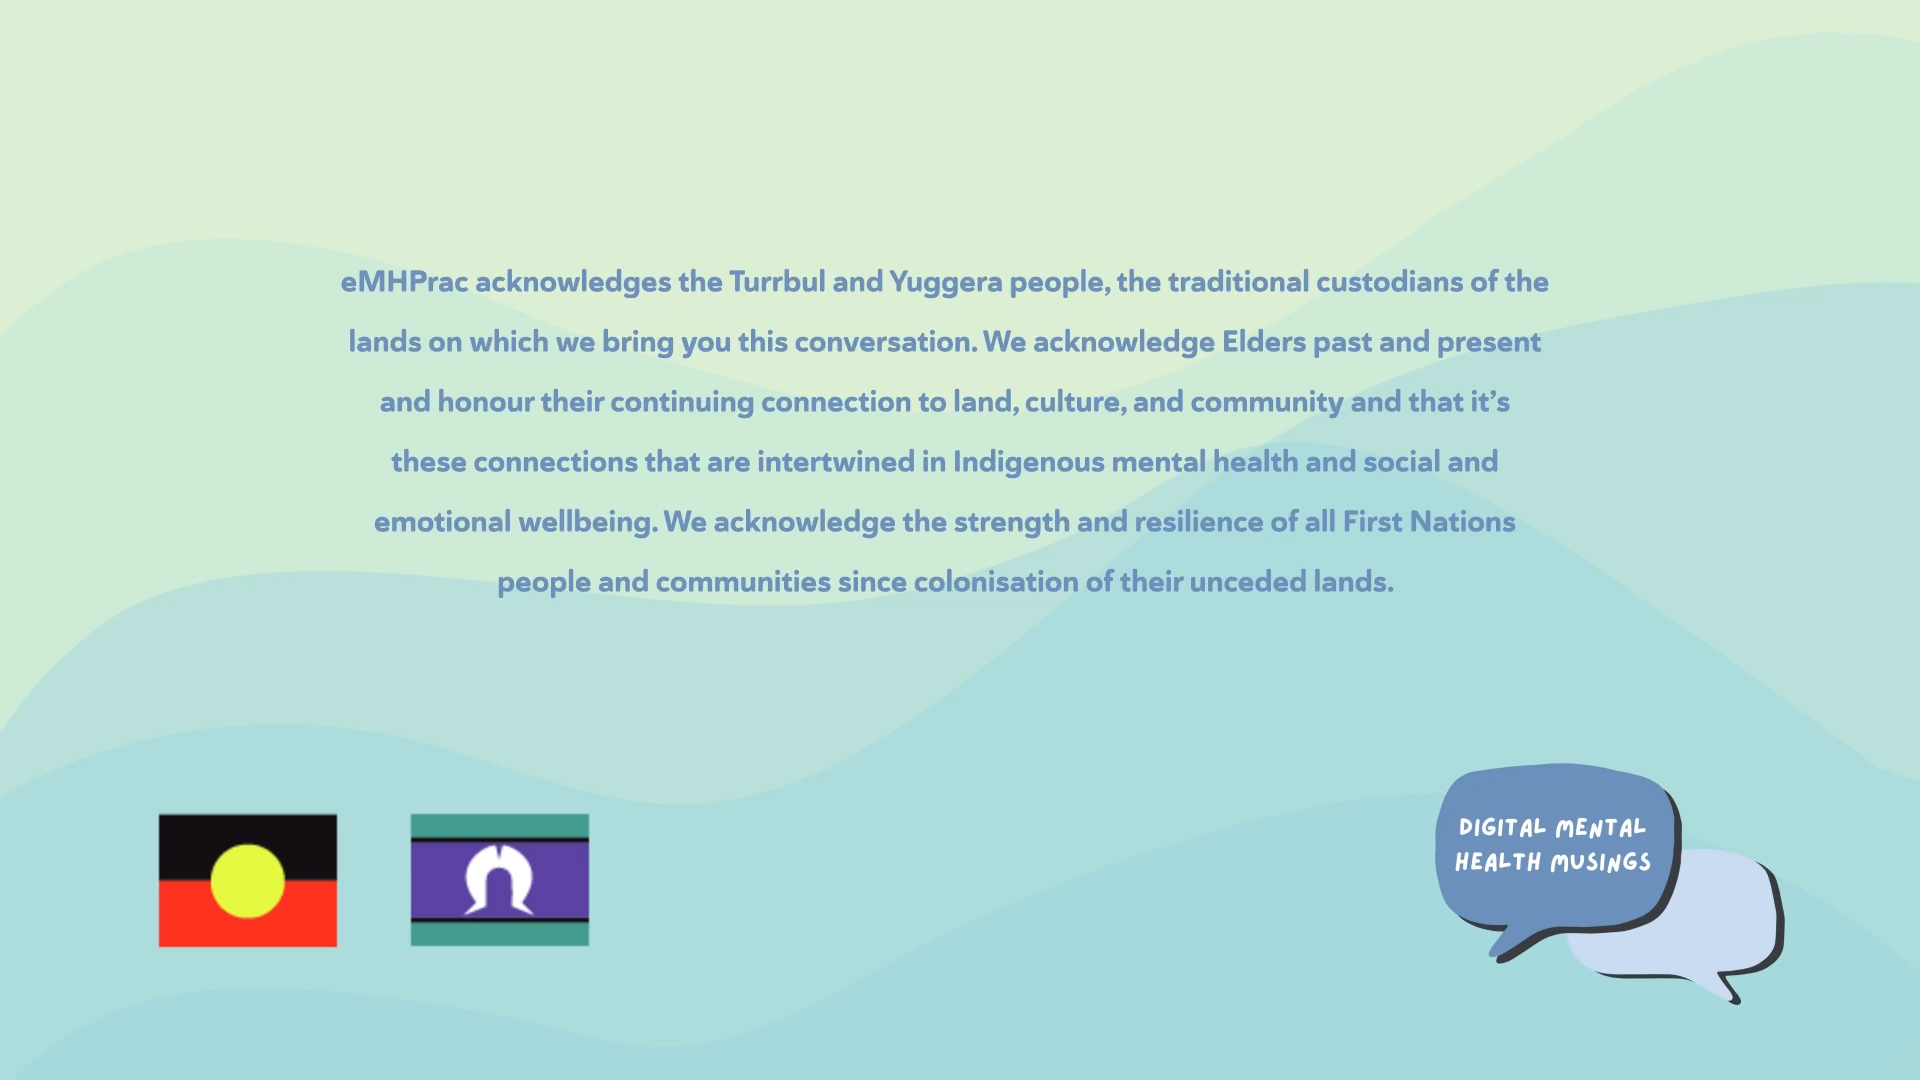 eMHPrac acknowledges the Turrbul and Yuggera people, the traditional custodians of the
lands on which we bring you this conversation. We acknowledge Elders past and present
and honour their continuing connection to land, culture, and community and that it’s
these connections that are intertwined in Indigenous mental health and social and
emotional wellbeing. We acknowledge the strength and resilience of all First Nations
people and communities since colonisation of their unceded lands.
DIGITAL MENTAL
HEALTH MUSINGS